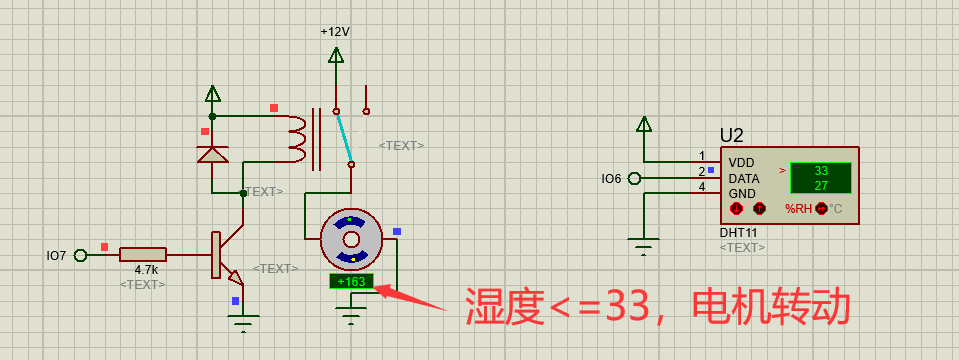 +12V
<TEXT>
U2
1
VDD
2
DATA
4
GND
>
33
27
%RH
°C
DHT11
<TEXT>
IO6
TEXT>
IO7
4.7k
<TEXT>
<TEXT>
+163
湿度<=33，电机转动